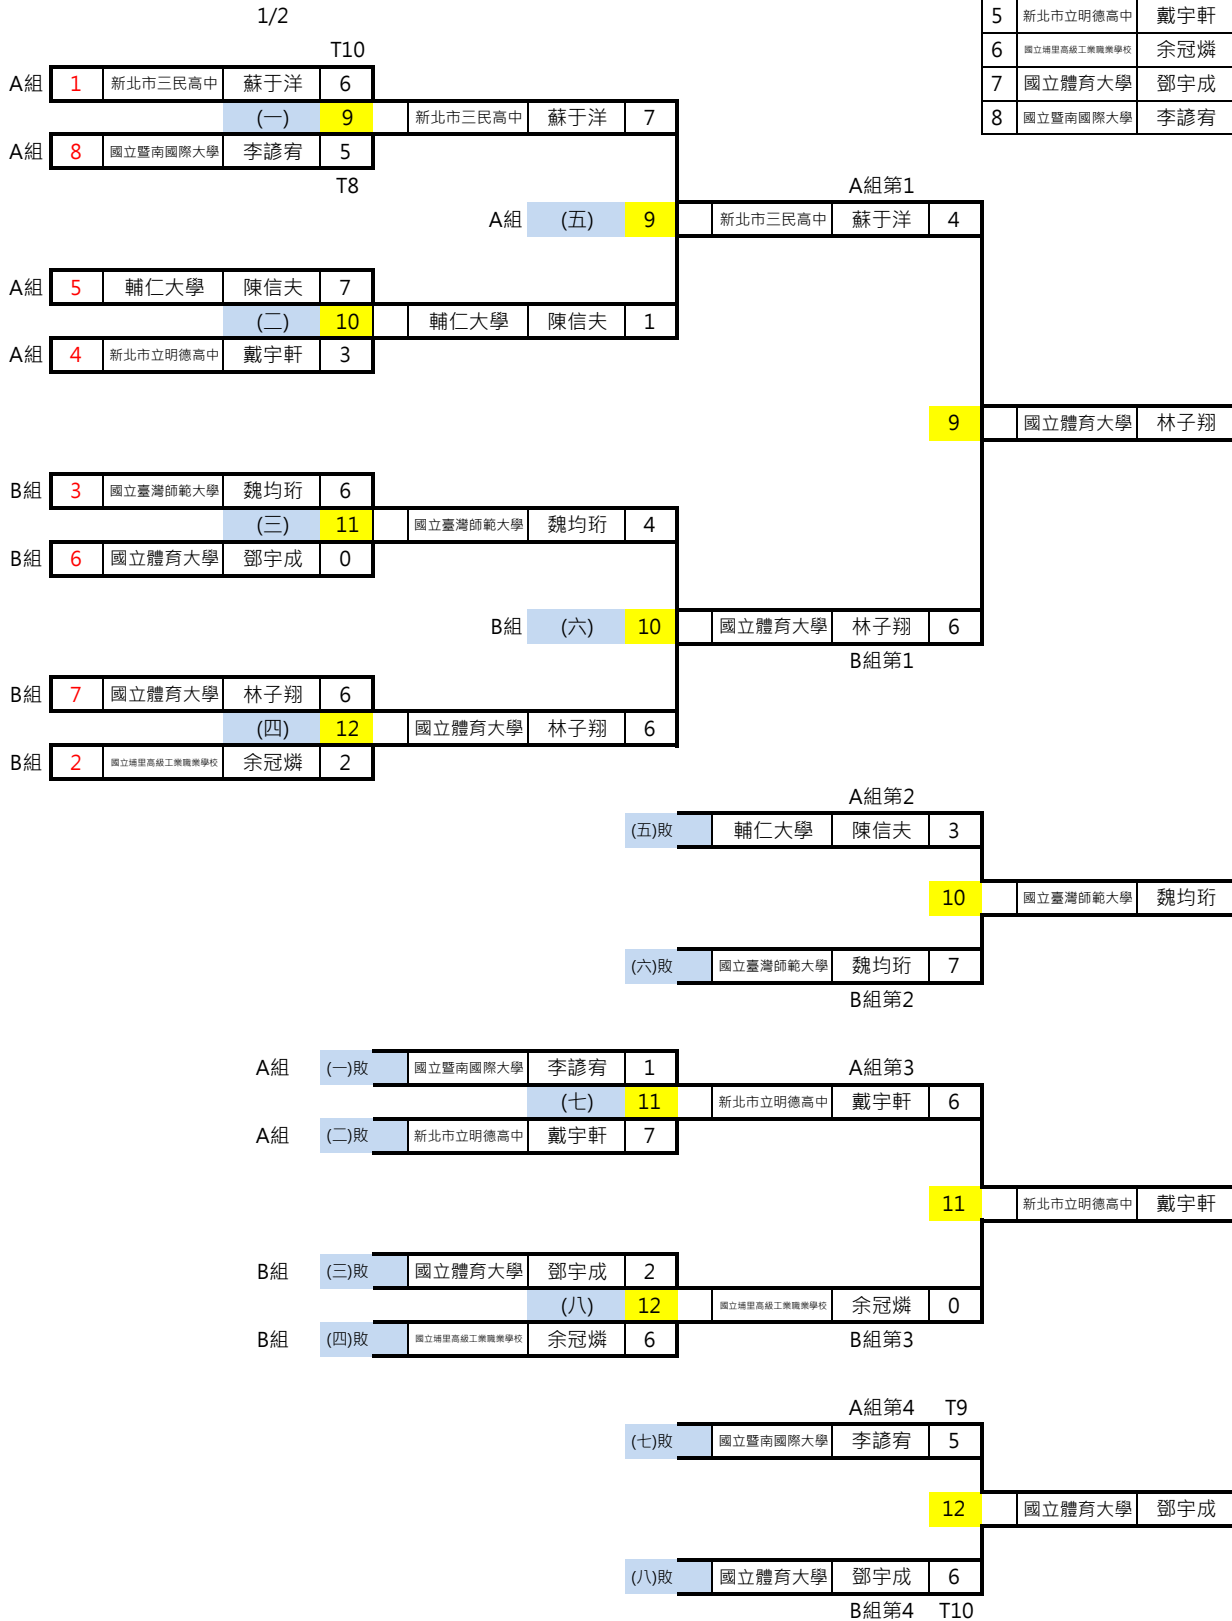 5 新北市立明德高中 戴宇軒
1/2
T10
6 國立埔里高級工業職業學校 余冠燐
A組 1 新北市三民高中 蘇于洋 6
7 國立體育大學 鄧宇成
(一) 9 新北市三民高中 蘇于洋 7
8 國立暨南國際大學 李諺宥
A組 8 國立暨南國際大學 李諺宥 5
T8
A組第1
A組 (五) 9 新北市三民高中 蘇于洋 4
A組 5 輔仁大學 陳信夫 7
(二) 10 輔仁大學 陳信夫 1
A組 4 新北市立明德高中 戴宇軒 3
9 國立體育大學 林子翔
B組 3 國立臺灣師範大學 魏均珩 6
(三) 11 國立臺灣師範大學 魏均珩 4
B組 6 國立體育大學 鄧宇成 0
B組 (六) 10 國立體育大學 林子翔 6
B組第1
B組 7 國立體育大學 林子翔 6
(四) 12 國立體育大學 林子翔 6
B組 2 國立埔里高級工業職業學校 余冠燐 2
A組第2
(五)敗 輔仁大學 陳信夫 3
10 國立臺灣師範大學 魏均珩
(六)敗 國立臺灣師範大學 魏均珩 7
B組第2
A組 (一)敗 國立暨南國際大學 李諺宥 1 A組第3
(七) 11 新北市立明德高中 戴宇軒 6
A組 (二)敗 新北市立明德高中 戴宇軒 7
11 新北市立明德高中 戴宇軒
B組 (三)敗 國立體育大學 鄧宇成 2
(八) 12 國立埔里高級工業職業學校 余冠燐 0
B組 (四)敗 國立埔里高級工業職業學校 余冠燐 6 B組第3
A組第4 T9
(七)敗 國立暨南國際大學 李諺宥 5
12 國立體育大學 鄧宇成
(八)敗 國立體育大學 鄧宇成 6
B組第4 T10